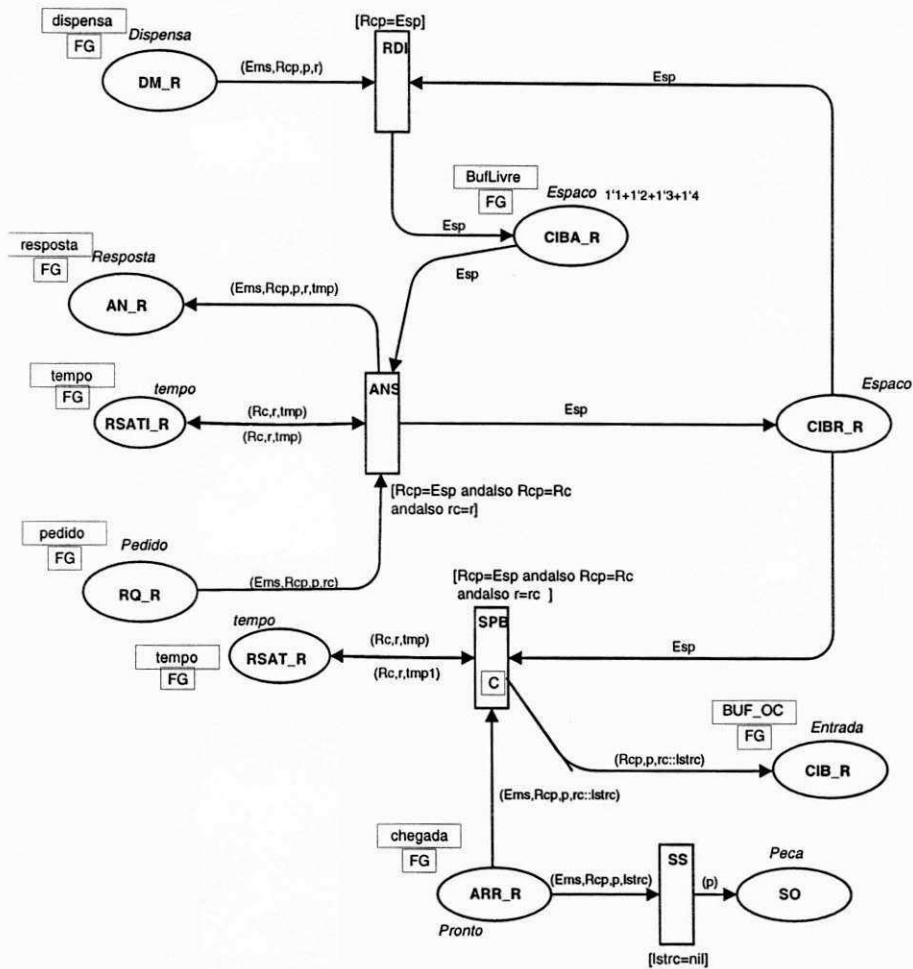 dispensa
FG
Dispensa
DM_R
(Ems,Rcp,p,r)
[Rcp=Esp]
RDI
Esp
BufLivre
FG
Espaco
1'1+1'2+1'3+1'4
CIBA_R
Esp
Esp
resposta
FG
Resposta
AN_R
(Ems,Rcp,p,r,tmp)
tempo
FG
tempo
RSATI_R
(Rc,r,tmp)
(Rc,r,tmp)
ANS
Esp
Espaco
CIBR_R
[Rcp=Esp andalso Rcp=Rc
andalso rc=r]
pedido
FG
Pedido
RQ_R
(Ems,Rcp,p,rc)
[Rcp=Esp andalso Rcp=Rc
andalso r=rc ]
SPB
C
tempo
tempo
FG
RSAT_R
(Rc,r,tmp)
(Rc,r,tmp1)
Esp
BUF_OC
FG
Entrada
CIB_R
(Rcp,p,rc::lstrc)
(Ems,Rcp,p,rc::lstrc)
chegada
FG
ARR_R
Pronto
(Ems,Rcp,p,lstrc)
SS
[lstrc=nil]
(p)
Peca
SO